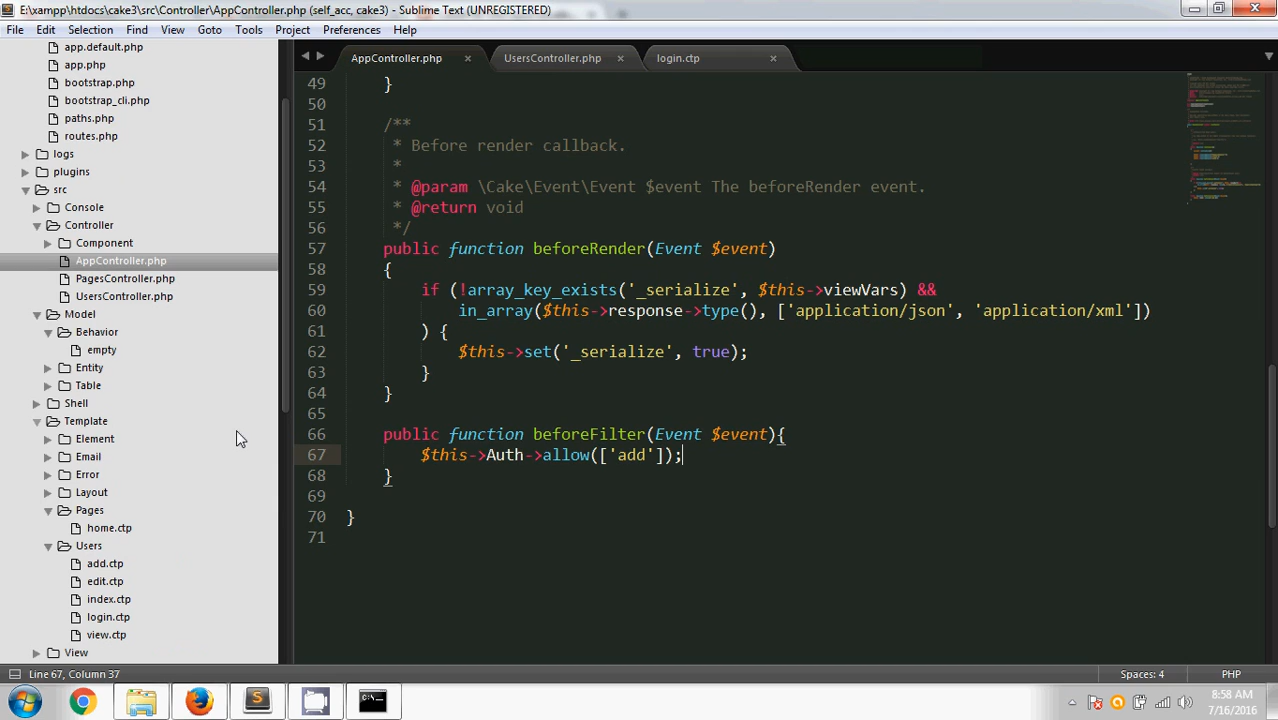 E:\xampp\htdocs\cake3\src\Controller\AppController.php (self_acc, cake3) - Sublime Text (UNREGISTERED)
File Edit Selection Find View Goto Tools Project Preferences Help
app.default.php
app.php
bootstrap.php
bootstrap_cli.php
paths.php
routes.php
logs
plugins
src
Console
Controller
Component
AppController.php
PagesController.php
UsersController.php
Model
Behavior
empty
Entity
Table
Shell
Template
Element
Email
Error
Layout
Pages
home.ctp
Users
add.ctp
edit.ctp
index.ctp
login.ctp
view.ctp
View
AppController.php × UsersController.php × login.ctp ×
49 }
50
51 /**
52 * Before render callback.
53 *
54 * @param \Cake\Event\Event $event The beforeRender event.
55 * @return void
56 */
57 public function beforeRender(Event $event)
58 {
59 if (!array_key_exists('_serialize', $this->viewVars) &&
60 in_array($this->response->type(), ['application/json', 'application/xml'])
61 ) {
62 $this->set('_serialize', true);
63 }
64 }
65
66 public function beforeFilter(Event $event){
67 $this->Auth->allow(['add']);
68 }
69
70 }
71
Line 67, Column 37
Spaces: 4
PHP
8:58 AM
7/16/2016